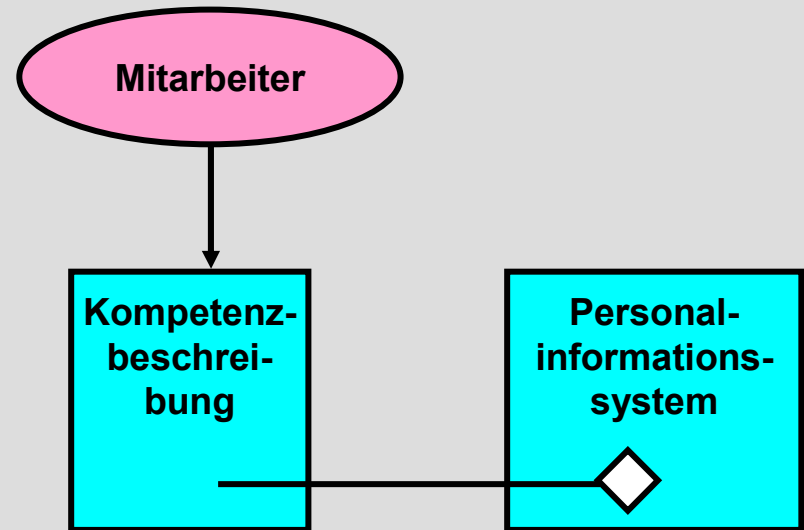 Mitarbeiter
Kompetenz-
beschrei-
bung
Personal-
informations-
system